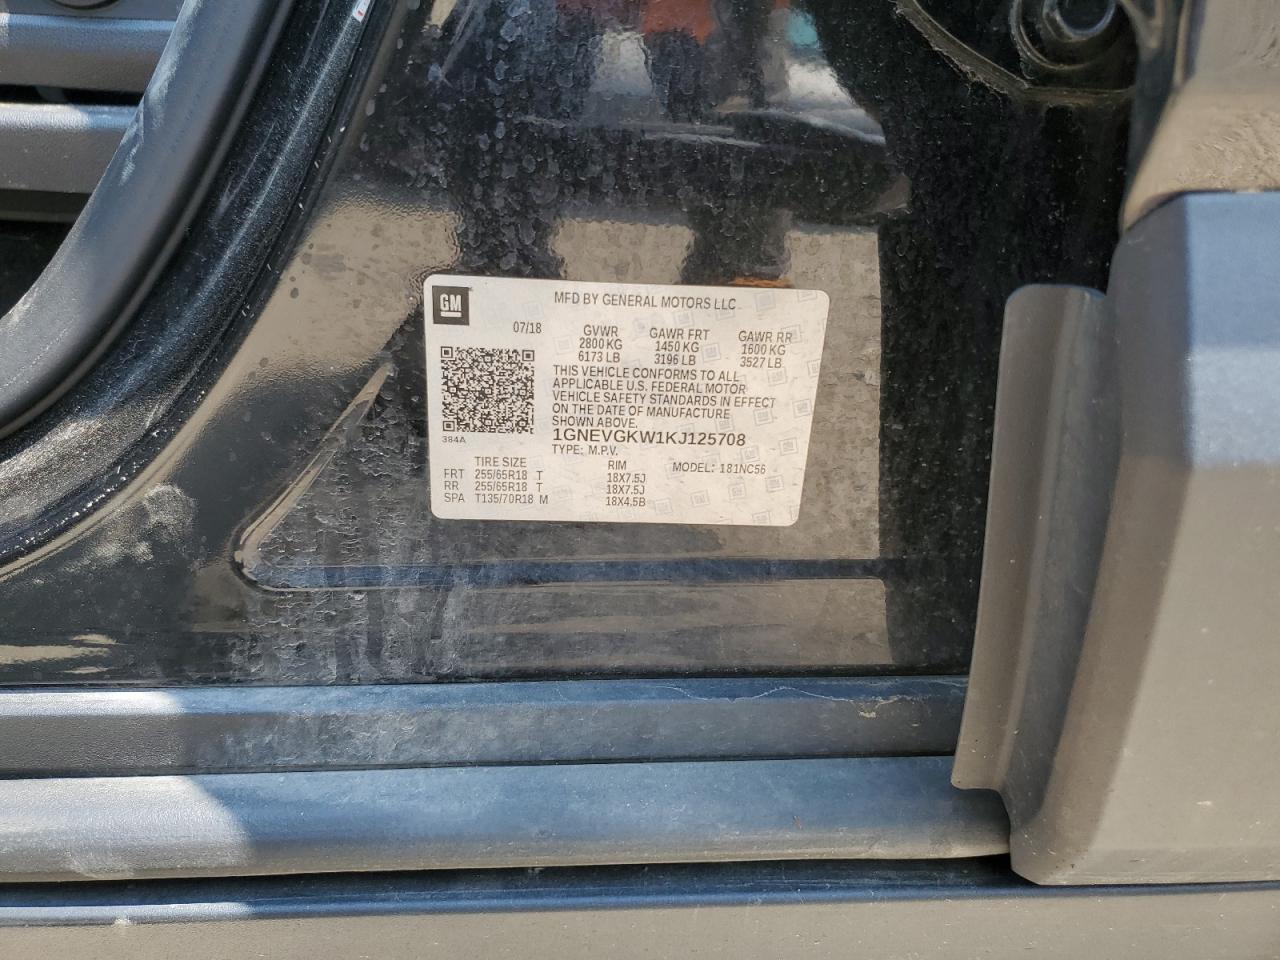 GM
MFD BY GENERAL MOTORS LLC
07/18 GVWR GAWR FRT GAWR RR
2800 KG 1450 KG 1600 KG
6173 LB 3196 LB 3527 LB
THIS VEHICLE CONFORMS TO ALL
APPLICABLE U.S. FEDERAL MOTOR
VEHICLE SAFETY STANDARDS IN EFFECT
ON THE DATE OF MANUFACTURE
SHOWN ABOVE.
384A
1GNEVGKW1KJ125708
TYPE: M.P.V.
TIRE SIZE RIM MODEL: 181NC56
FRT 255/65R18 T 18X7.5J
RR 255/65R18 T 18X7.5J
SPA T135/70R18 M 18X4.5B